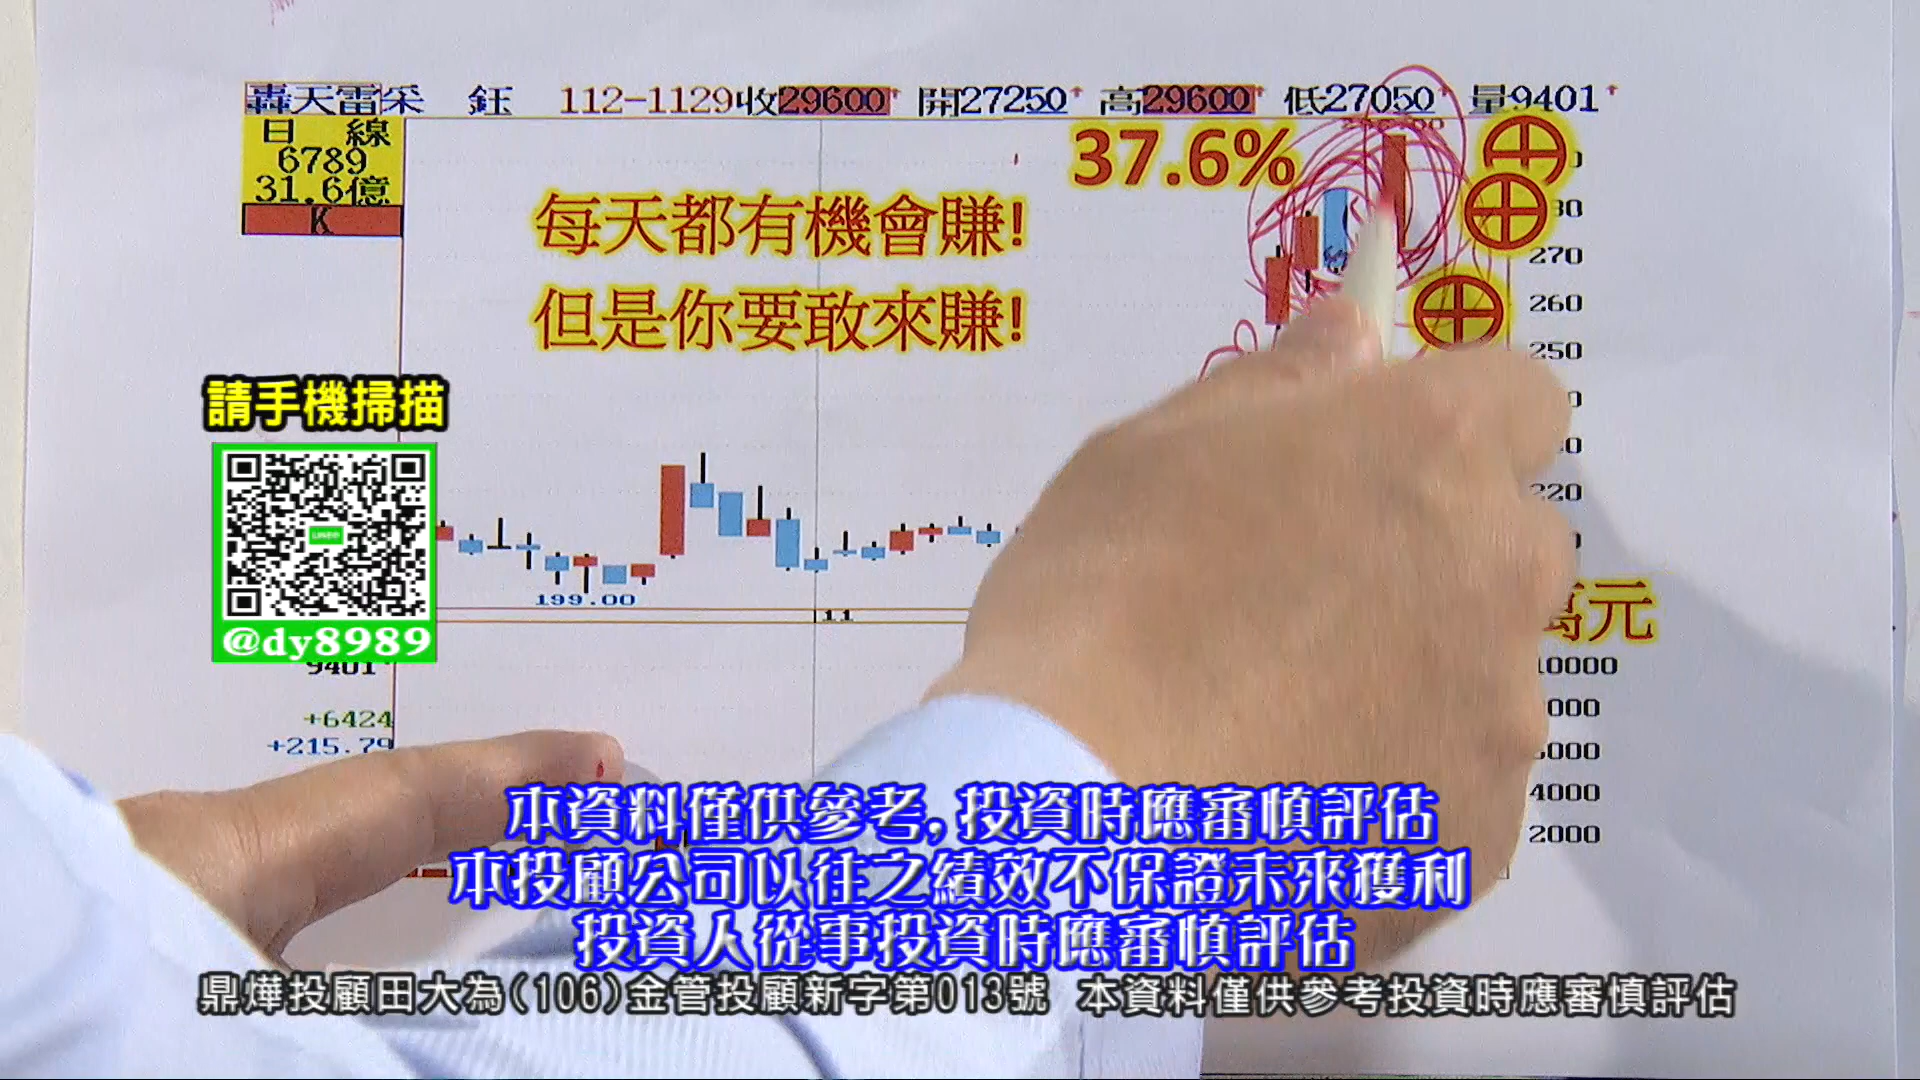 轟天雷采 鈺 112-1129收29600 開27250 高29600 低27050 量9401
日 線
6789
31.6億
K
37.6%
每天都有機會賺!
但是你要敢來賺!
270
260
250
220
請手機掃描
LINE@
@dy8989
199.00
11
萬元
9401
10000
+6424
+215.79
4000
2000
本資料僅供參考,投資時應審慎評估
本投顧公司以往之績效不保證未來獲利
投資人從事投資時應審慎評估
鼎燁投顧田大為(106)金管投顧新字第013號 本資料僅供參考投資時應審慎評估